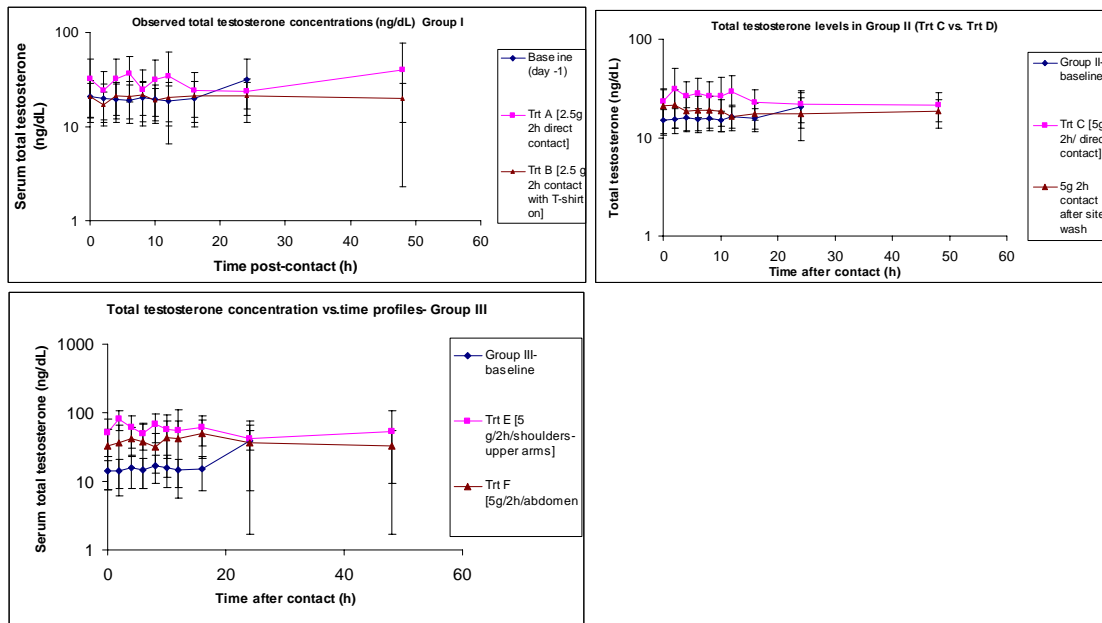 Observed total testosterone concentrations (ng/dL)  Group I
100
10
1
Serum total testosterone
(ng/dL)
0
10
20
30
40
50
60
Time post-contact (h)
Base ine
(day -1)
Trt A [2.5g
2h direct
contact]
Trt B [2.5 g
2h contact
with T-shirt
on]
Total testosterone levels in Group II (Trt C vs. Trt D)
100
10
1
Total testosterone (ng/dL)
0
10
20
30
40
50
60
Time after contact (h)
Group II-
baseline
Trt C [5g
2h/ direc
contact]
5g 2h
contact
after site
wash
Total testosterone concentration vs.time profiles- Group III
1000
100
10
1
Serum total testosterone (ng/dL)
0
20
40
60
Time after contact (h)
Group III-
baseline
Trt E [5
g/2h/shoulders-
upper arms]
Trt F
[5g/2h/abdomen